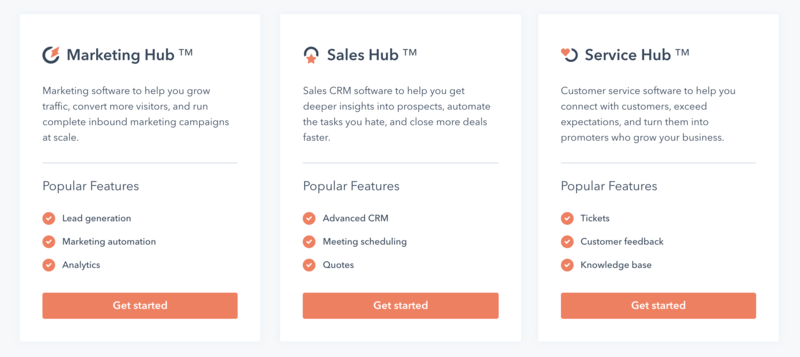 Marketing Hub ™
Marketing software to help you grow
traffic, convert more visitors, and run
complete inbound marketing campaigns
at scale.
Popular Features
Lead generation
Marketing automation
Analytics
Get started
Sales Hub ™
Sales CRM software to help you get
deeper insights into prospects, automate
the tasks you hate, and close more deals
faster.
Popular Features
Advanced CRM
Meeting scheduling
Quotes
Get started
Service Hub ™
Customer service software to help you
connect with customers, exceed
expectations, and turn them into
promoters who grow your business.
Popular Features
Tickets
Customer feedback
Knowledge base
Get started